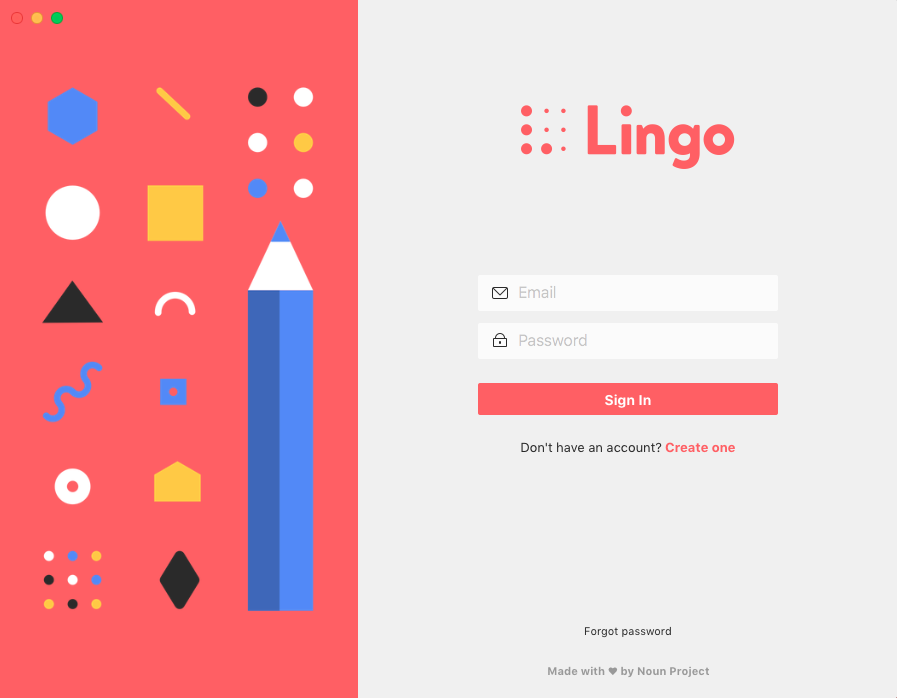 Lingo
Email
Password
Sign In
Don't have an account? Create one
Forgot password
Made with ❤ by Noun Project